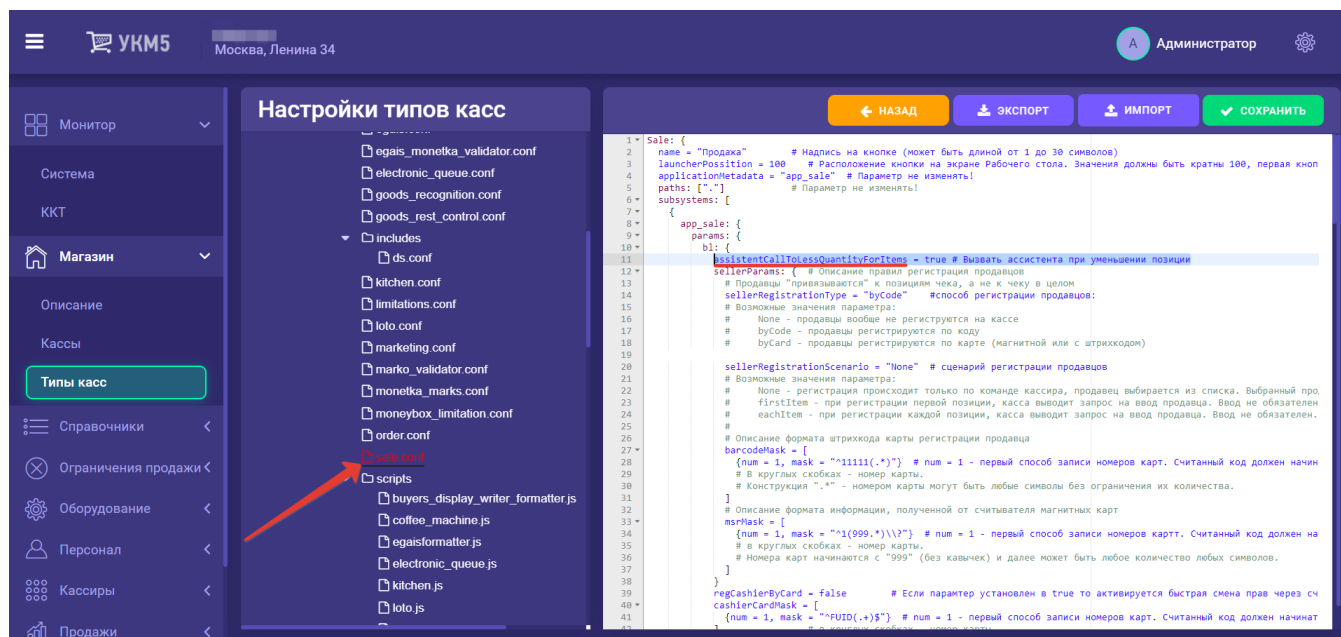 УКМ5
Москва, Ленина 34
А
Администратор
Монитор
Система
ККТ
Магазин
Описание
Кассы
Типы касс
Справочники
Ограничения продажи
Оборудование
Персонал
Кассиры
Продажи
Настройки типов касс
egais_monetka_validator.conf
electronic_queue.conf
goods_recognition.conf
goods_rest_control.conf
includes
ds.conf
kitchen.conf
limitations.conf
loto.conf
marketing.conf
marko_validator.conf
monetka_marks.conf
moneybox_limitation.conf
order.conf
sale.conf
scripts
buyers_display_writer_formatter.js
coffee_machine.js
egaisformatter.js
electronic_queue.js
kitchen.js
loto.js
НАЗАД
ЭКСПОРТ
ИМПОРТ
СОХРАНИТЬ
1 Sale: {
2 name = "Продажа" # Надпись на кнопке (может быть длиной от 1 до 30 символов)
3 launcherPossition = 100 # Расположение кнопки на экране Рабочего стола. Значения должны быть кратны 100, первая кноп
4 applicationMetadata = "app_sale" # Параметр не изменять!
5 paths: ["."] # Параметр не изменять!
6 subsystems: [
7 {
8 app_sale: {
9 params: {
10 bl: {
11 assistentCallToLessQuantityForItems = true # Вызвать ассистента при уменьшении позиции
12 sellerParams: { # Описание правил регистрации продавцов
13 # Продавцы "привязываются" к позициям чека, а не к чеку в целом
14 sellerRegistrationType = "byCode" #способ регистрации продавцов:
15 # Возможные значения параметра:
16 # None - продавцы вообще не региструются на кассе
17 # byCode - продавцы регистрируются по коду
18 # byCard - продавцы регистрируются по карте (магнитной или с штрихкодом)
19
20 sellerRegistrationScenario = "None" # сценарий регистрации продавцов
21 # Возможные значения параметра:
22 # None - регистрация происходит только по команде кассира, продавец выбирается из списка. Выбранный про
23 # firstItem - при регистрации первой позиции, касса выводит запрос на ввод продавца. Ввод не обязателен
24 # eachItem - при регистрации каждой позиции, касса выводит запрос на ввод продавца. Ввод не обязателен.
25 #
26 # Описание формата штрихкода карты регистрации продавца
27 barcodeMask = [
28 {num = 1, mask = "^11111(.*)"} # num = 1 - первый способ записи номеров карт. Считанный код должен начин
29 # В круглых скобках - номер карты.
30 # Конструкция ".*" - номером карты могут быть любые символы без ограничения их количества.
31 ]
32 # Описание формата информации, полученной от считывателя магнитных карт
33 msrMask = [
34 {num = 1, mask = "^1(999.*)\\?"} # num = 1 - первый способ записи номеров картт. Считанный код должен на
35 # в круглых скобках - номер карты.
36 # Номера карт начинаются с "999" (без кавычек) и далее может быть любое количество любых символов.
37 ]
38 }
39 regCashierByCard = false # Если парамтер установлен в true то активируется быстрая смена прав через сч
40 cashierCardMask = [
41 {num = 1, mask = "^FUID(.+)$"} # num = 1 - первый способ записи номеров карт. Считанный код должен начинат